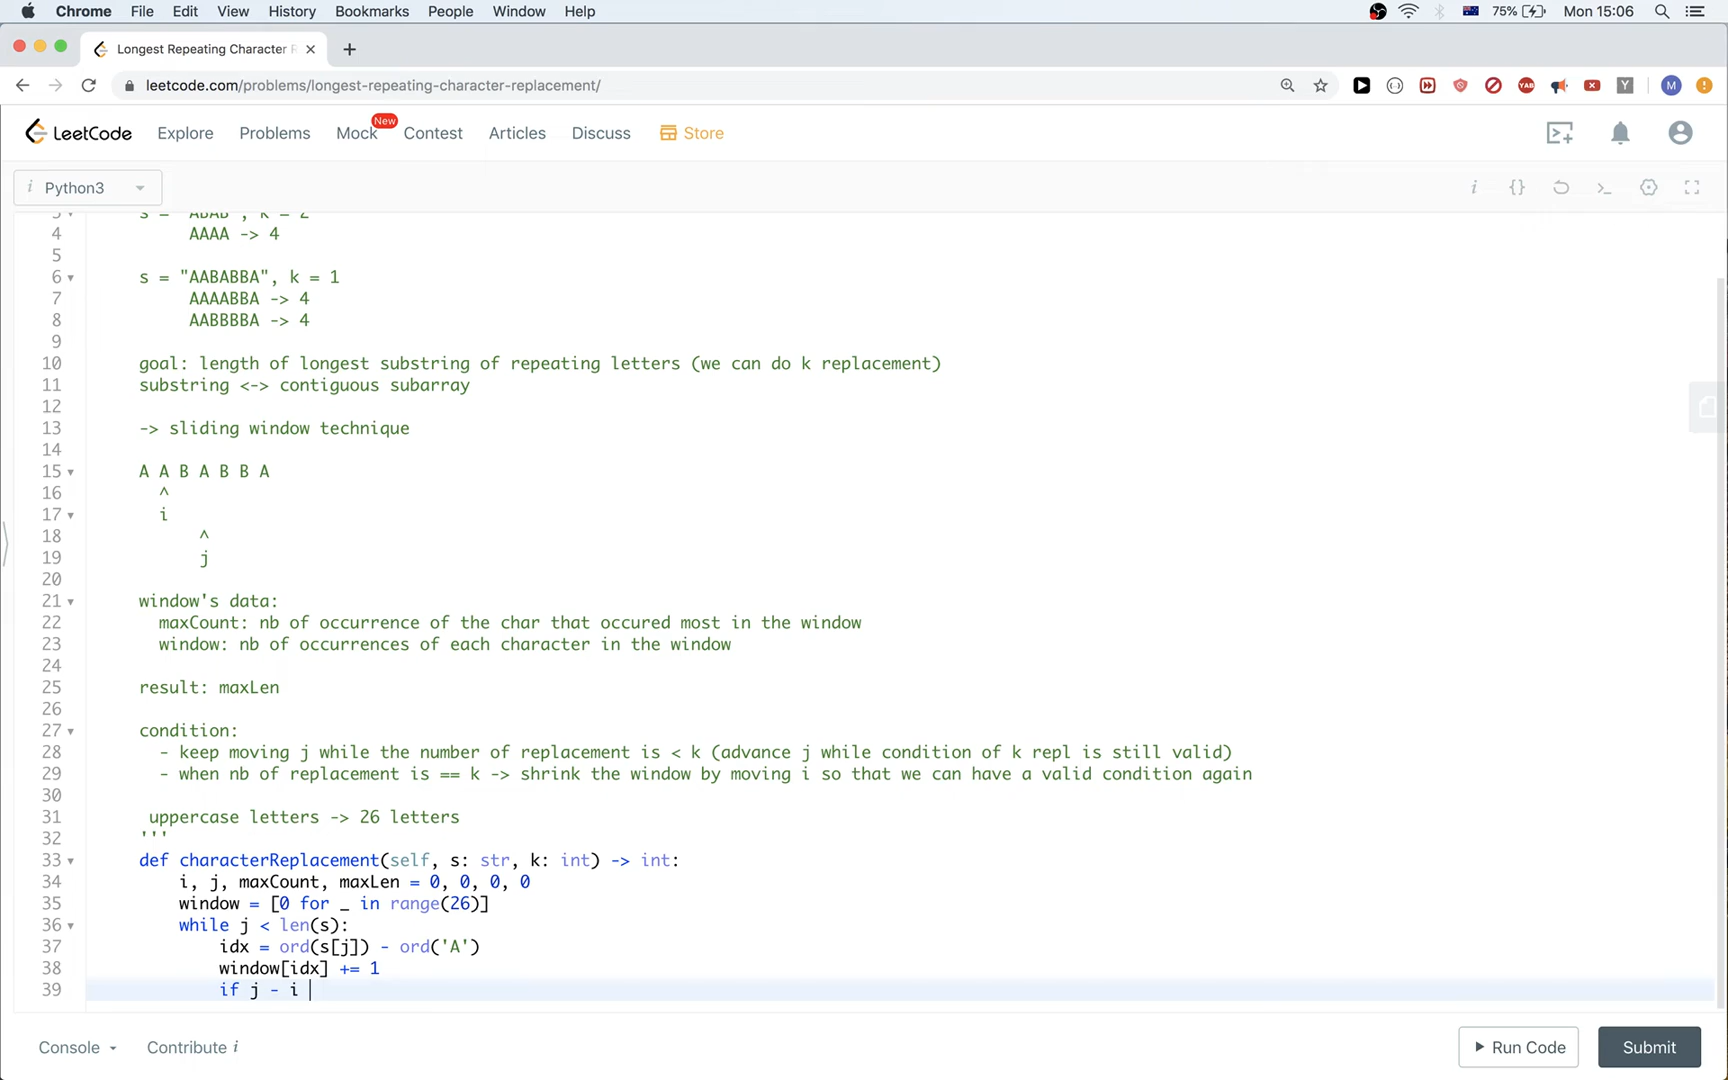 Chrome File Edit View History Bookmarks People Window Help 75% Mon 15:06
Longest Repeating Character R
leetcode.com/problems/longest-repeating-character-replacement/ YAB Y M
LeetCode Explore Problems Mock New Contest Articles Discuss Store
i Python3 i {}
3 s = "ABAB", k = 2
4 AAAA -> 4
5
6 s = "AABABBA", k = 1
7 AAAABBA -> 4
8 AABBBBA -> 4
9
10 goal: length of longest substring of repeating letters (we can do k replacement)
11 substring <-> contiguous subarray
12
13 -> sliding window technique
14
15 A A B A B B A
16 ^
17 i
18 ^
19 j
20
21 window's data:
22 maxCount: nb of occurrence of the char that occured most in the window
23 window: nb of occurrences of each character in the window
24
25 result: maxLen
26
27 condition:
28 - keep moving j while the number of replacement is < k (advance j while condition of k repl is still valid)
29 - when nb of replacement is == k -> shrink the window by moving i so that we can have a valid condition again
30
31 uppercase letters -> 26 letters
32 '''
33 def characterReplacement(self, s: str, k: int) -> int:
34 i, j, maxCount, maxLen = 0, 0, 0, 0
35 window = [0 for _ in range(26)]
36 while j < len(s):
37 idx = ord(s[j]) - ord('A')
38 window[idx] += 1
39 if j - i
Console Contribute i Run Code Submit